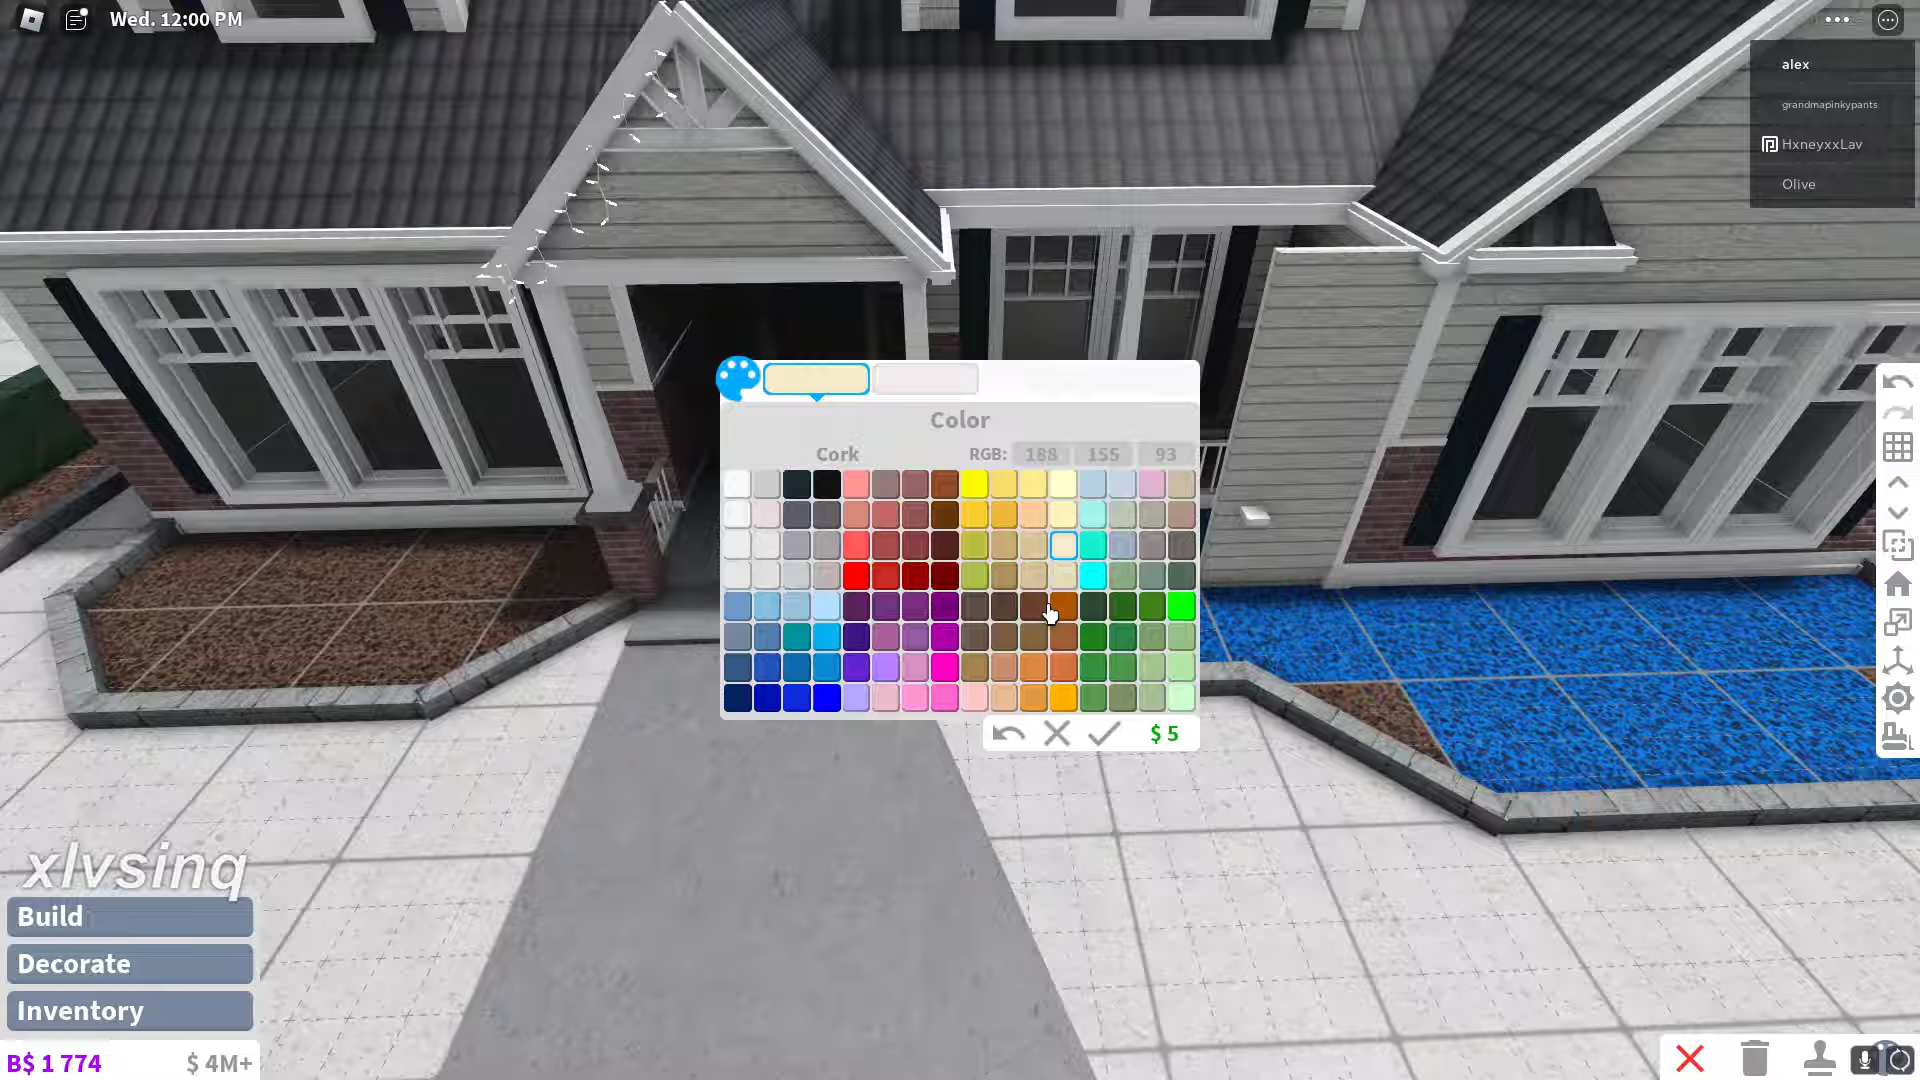 Wed. 12:00 PM
alex
grandmapinkypants
HxneyxxLav
Olive
Color
Cork
RGB: 188 155 93
$ 5
xlvsinq
Build
Decorate
Inventory
B$ 1 774
$ 4M+